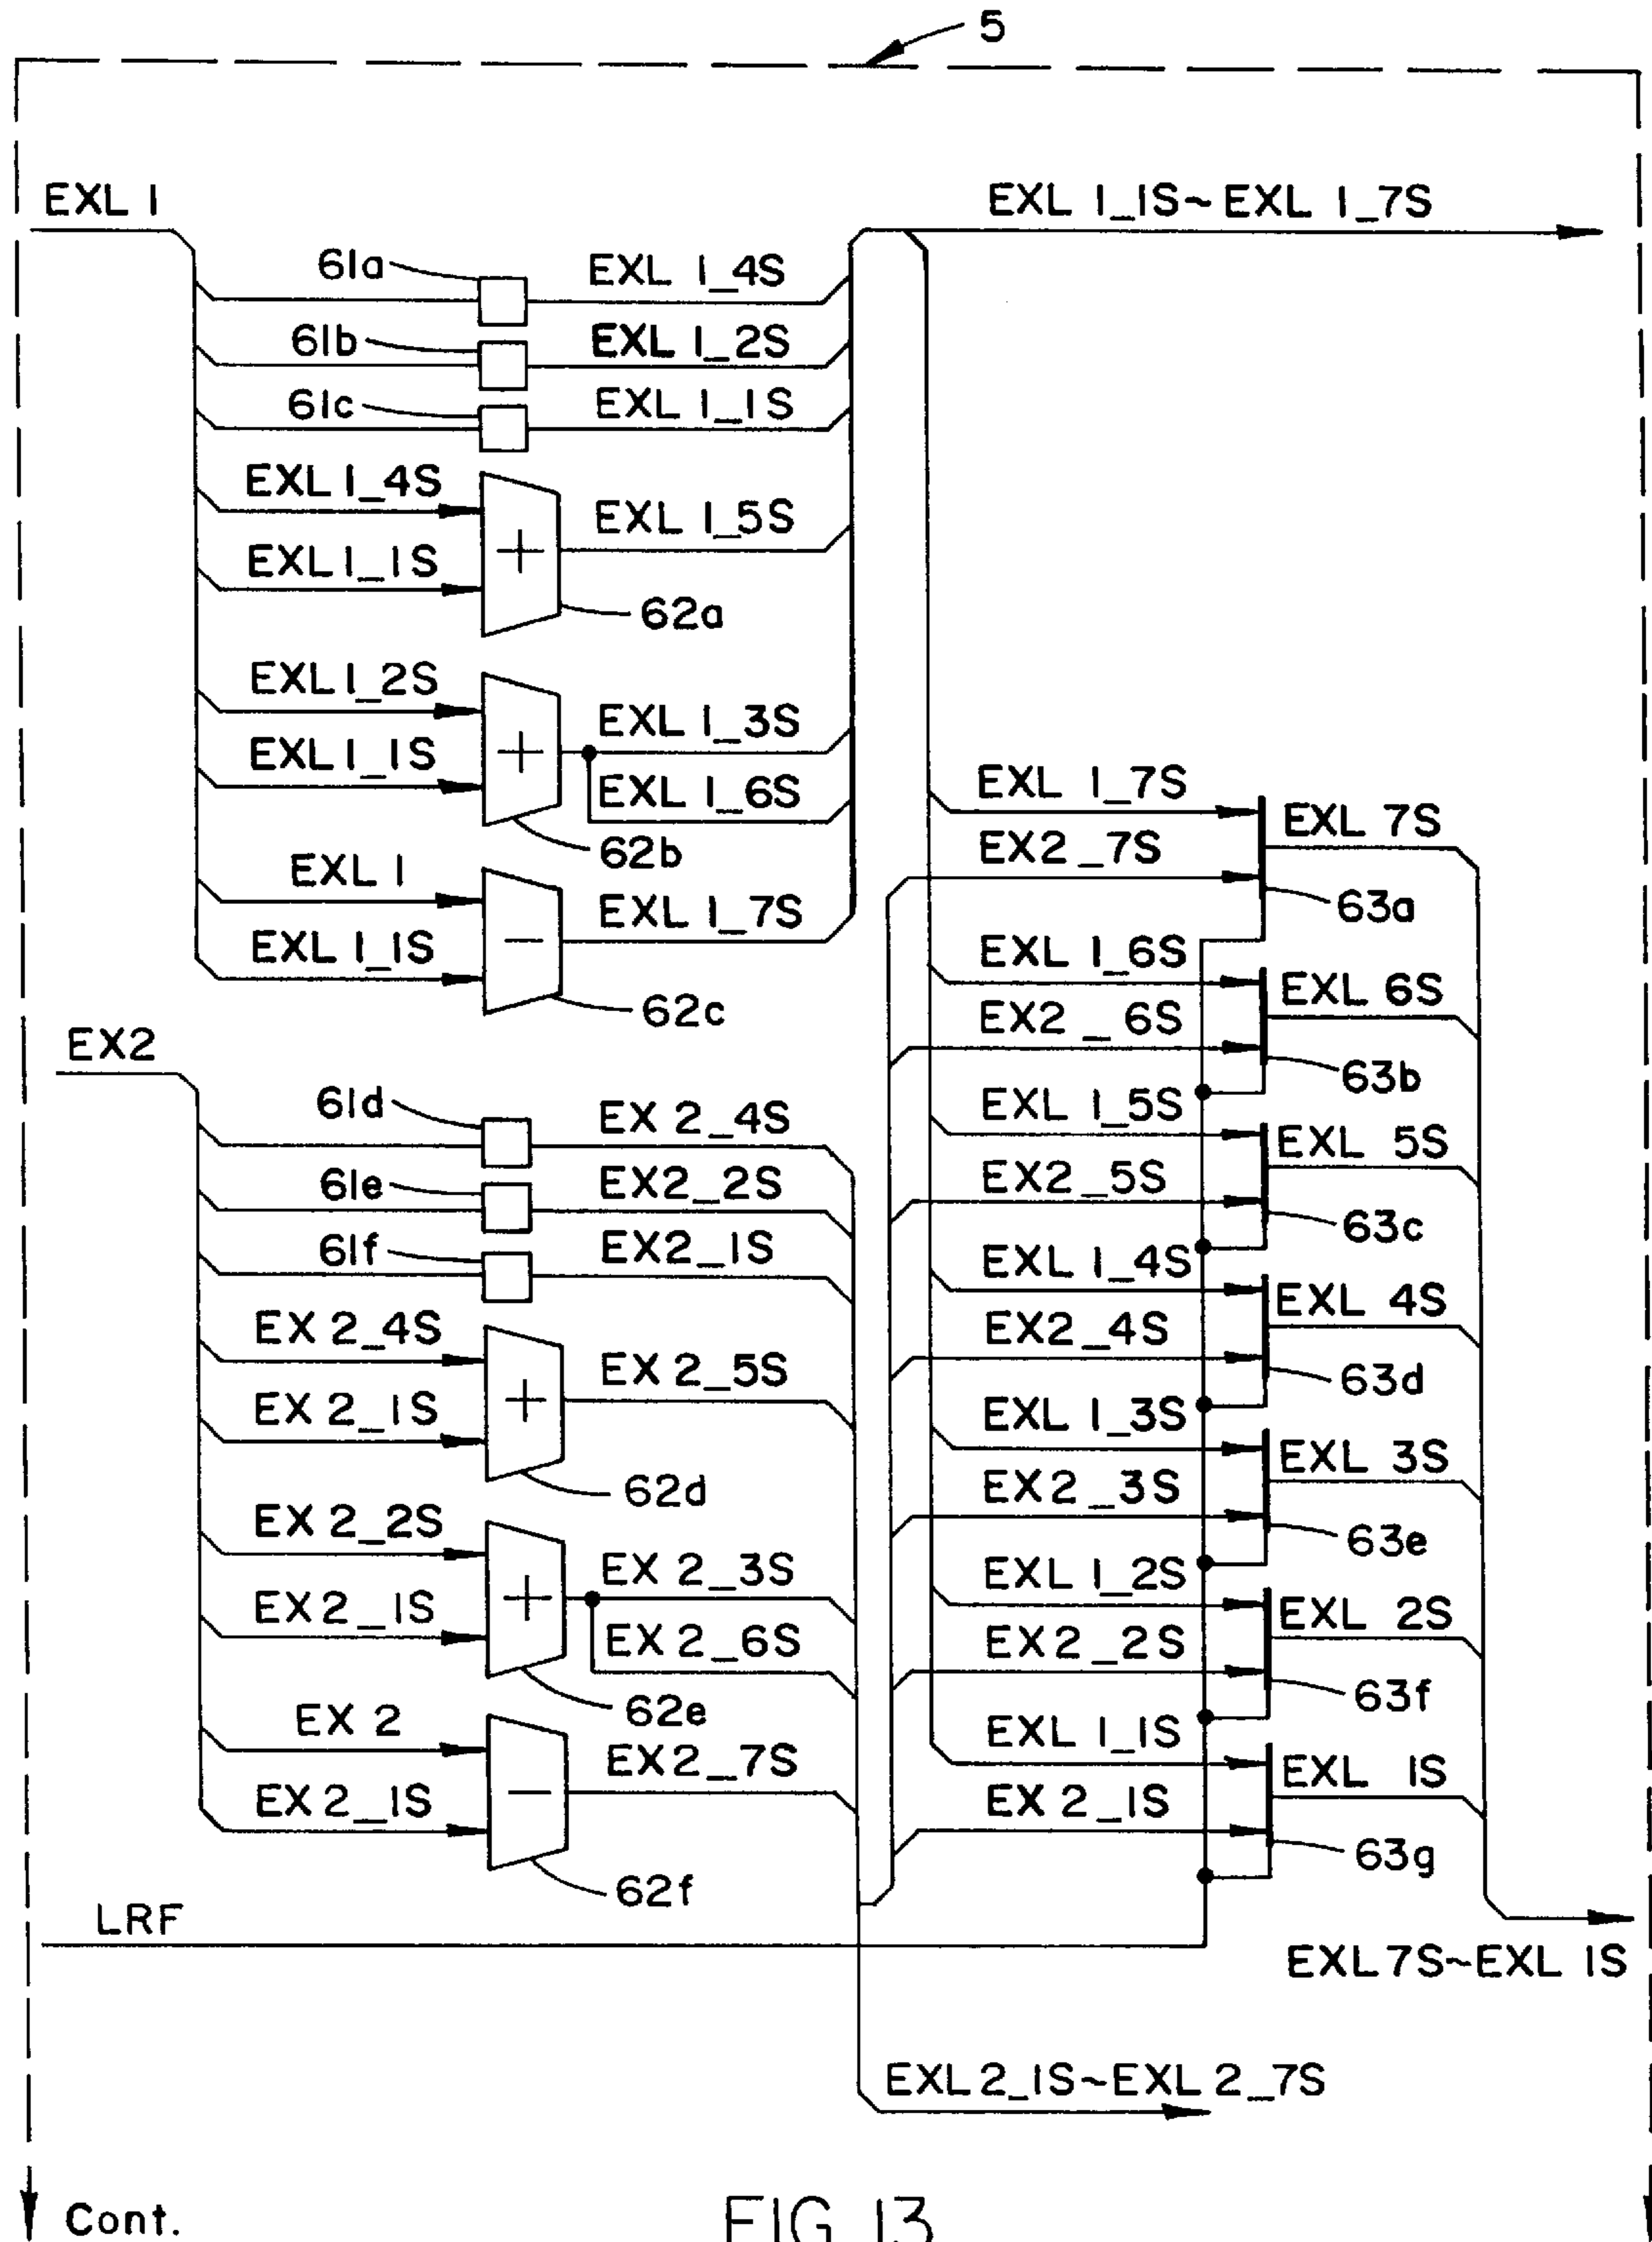 5
EXL 1
EXL 1_1S~EXL 1_7S
61a
EXL 1_4S
61b
EXL 1_2S
61c
EXL 1_1S
EXL 1_4S
EXL 1_5S
EXL 1_1S
62a
EXL 1_2S
EXL 1_3S
EXL 1_1S
EXL 1_6S
62b
EXL 1
EXL 1_7S
EXL 1_1S
62c
EXL 1_7S
EXL 7S
EX2_7S
63a
EXL 1_6S
EXL 6S
EX2_6S
63b
EXL 1_5S
EXL 5S
EX2_5S
63c
EXL 1_4S
EXL 4S
EX2_4S
63d
EXL 1_3S
EXL 3S
EX2_3S
63e
EXL 1_2S
EXL 2S
EX2_2S
63f
EXL 1_1S
EXL 1S
EX2_1S
63g
EX2
61d
EX 2_4S
61e
EX2_2S
61f
EX2_1S
EX 2_4S
EX 2_5S
EX 2_1S
62d
EX 2_2S
EX 2_3S
EX 2_1S
EX 2_6S
62e
EX 2
EX2_7S
EX 2_1S
62f
LRF
EXL7S~EXL 1S
EXL2_1S~EXL 2_7S
Cont.
FIG. 13